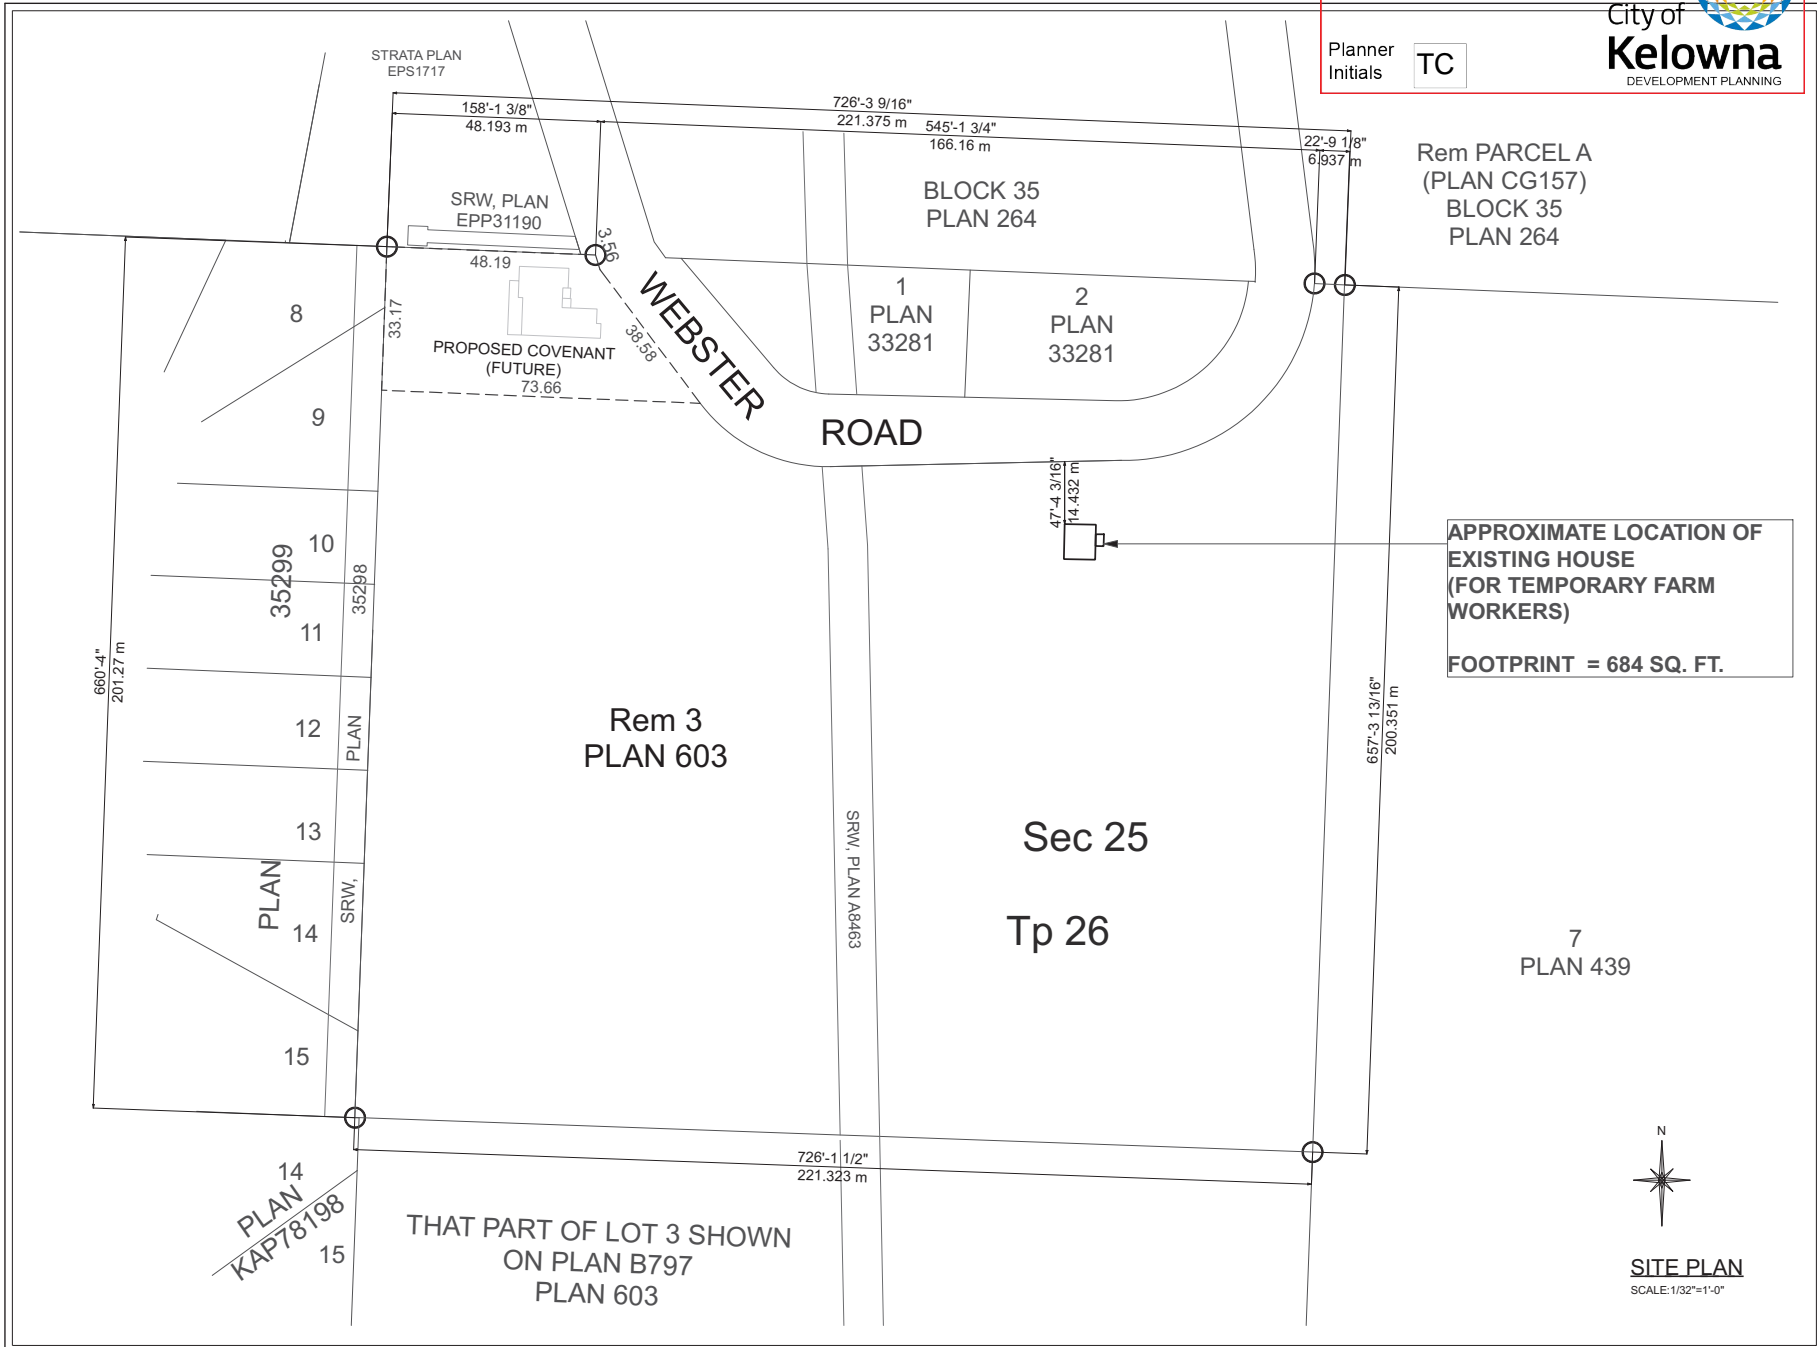 City of
Kelowna
DEVELOPMENT PLANNING
Planner
Initials
TC
STRATA PLAN
EPS1717
726'-3 9/16"
221.375 m
158'-1 3/8"
48.193 m
545'-1 3/4"
166.16 m
22'-9 1/8"
6.937 m
Rem PARCEL A
(PLAN CG157)
BLOCK 35
PLAN 264
BLOCK 35
PLAN 264
SRW, PLAN
EPP31190
3.56
48.19
33.17
38.58
PROPOSED COVENANT
(FUTURE)
73.66
WEBSTER
ROAD
1
PLAN
33281
2
PLAN
33281
8
9
10
11
12
13
14
15
35299
PLAN
35298
PLAN
SRW,
660'-4"
201.27 m
47'-4 3/16"
14.432 m
APPROXIMATE LOCATION OF
EXISTING HOUSE
(FOR TEMPORARY FARM
WORKERS)
FOOTPRINT = 684 SQ. FT.
657'-3 13/16"
200.351 m
Rem 3
PLAN 603
SRW, PLAN A8463
Sec 25
Tp 26
7
PLAN 439
726'-1 1/2"
221.323 m
14
PLAN
KAP78198
15
THAT PART OF LOT 3 SHOWN
ON PLAN B797
PLAN 603
N
SITE PLAN
SCALE:1/32"=1'-0"